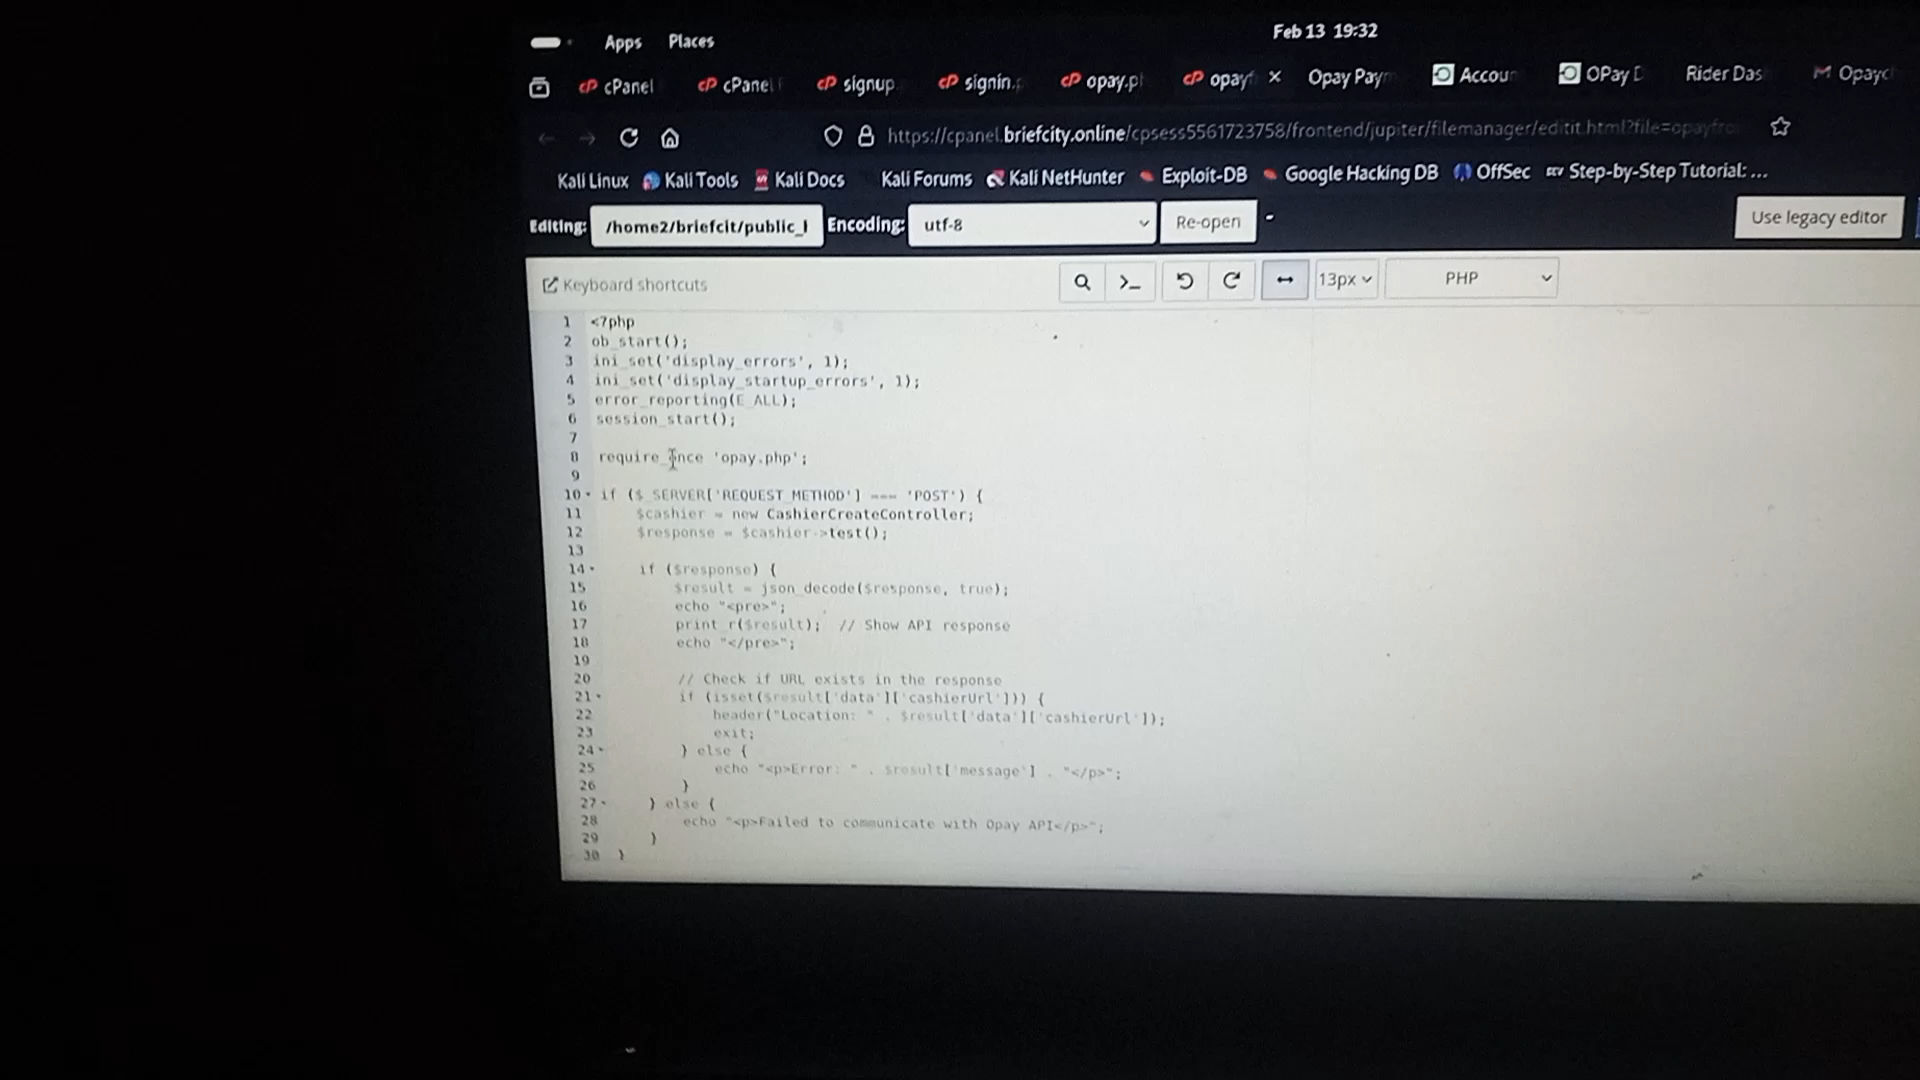 Feb 13 19:32
Apps Places
cPanel cPanel signup. signin. opay.p opayf × Opay Pay Accou OPay D Rider Das Opayc
https://cpanel.briefcity.online/cpsess5561723758/frontend/jupiter/filemanager/editit.html?file=opayfro
Kali Linux Kali Tools Kali Docs Kali Forums Kali NetHunter Exploit-DB Google Hacking DB OffSec Step-by-Step Tutorial: ...
Editing: /home2/briefcit/public_ Encoding: utf-8 Re-open Use legacy editor
Keyboard shortcuts >_ 13px PHP
1 <?php
2 ob_start();
3 ini_set('display_errors', 1);
4 ini_set('display_startup_errors', 1);
5 error_reporting(E_ALL);
6 session_start();
7
8 require_once 'opay.php';
9
10 if ($_SERVER['REQUEST_METHOD'] === 'POST') {
11 $cashier = new CashierCreateController;
12 $response = $cashier->test();
13
14 if ($response) {
15 $result = json_decode($response, true);
16 echo "<pre>";
17 print_r($result); // Show API response
18 echo "</pre>";
19
20 // Check if URL exists in the response
21 if (isset($result['data']['cashierUrl'])) {
22 header("Location: " . $result['data']['cashierUrl']);
23 exit;
24 } else {
25 echo "<p>Error: " . $result['message'] . "</p>";
26 }
27 } else {
28 echo "<p>Failed to communicate with Opay API</p>";
29 }
30 }